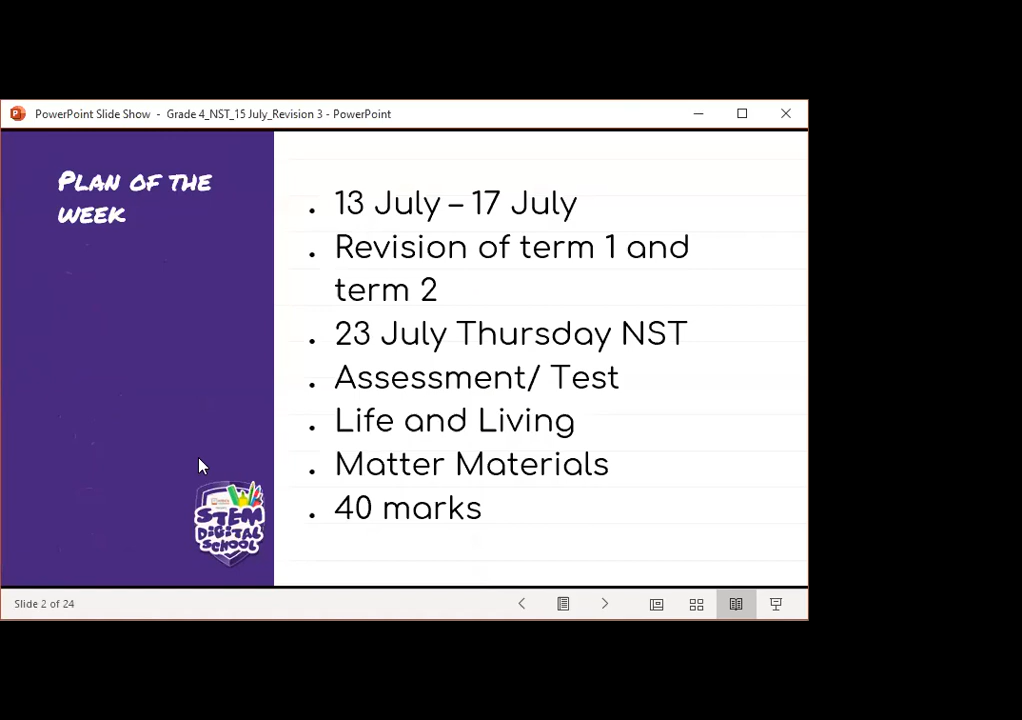 PowerPoint Slide Show - Grade 4_NST_15 July_Revision 3 - PowerPoint
PLAN OF THE
WEEK
. 13 July – 17 July
. Revision of term 1 and
term 2
. 23 July Thursday NST
. Assessment/ Test
. Life and Living
. Matter Materials
. 40 marks
STEM
DIGITAL
SCHOOL
Slide 2 of 24